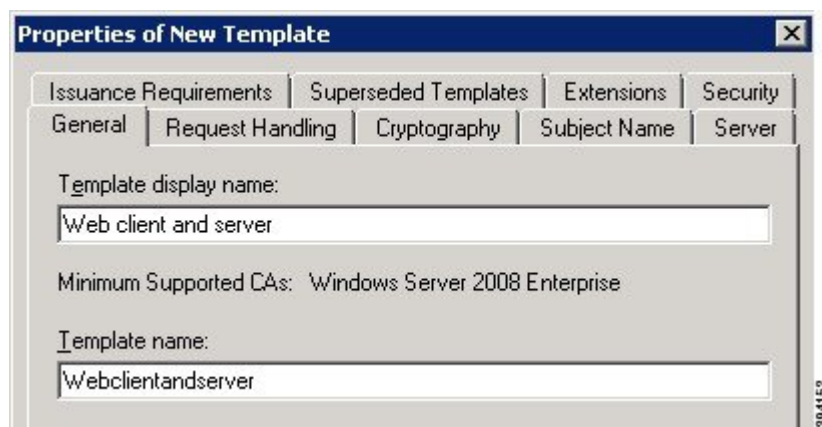 Properties of New Template
Issuance Requirements
Superseded Templates
Extensions
Security
General
Request Handling
Cryptography
Subject Name
Server
Template display name:
Web client and server
Minimum Supported CAs: Windows Server 2008 Enterprise
Template name:
Webclientandserver